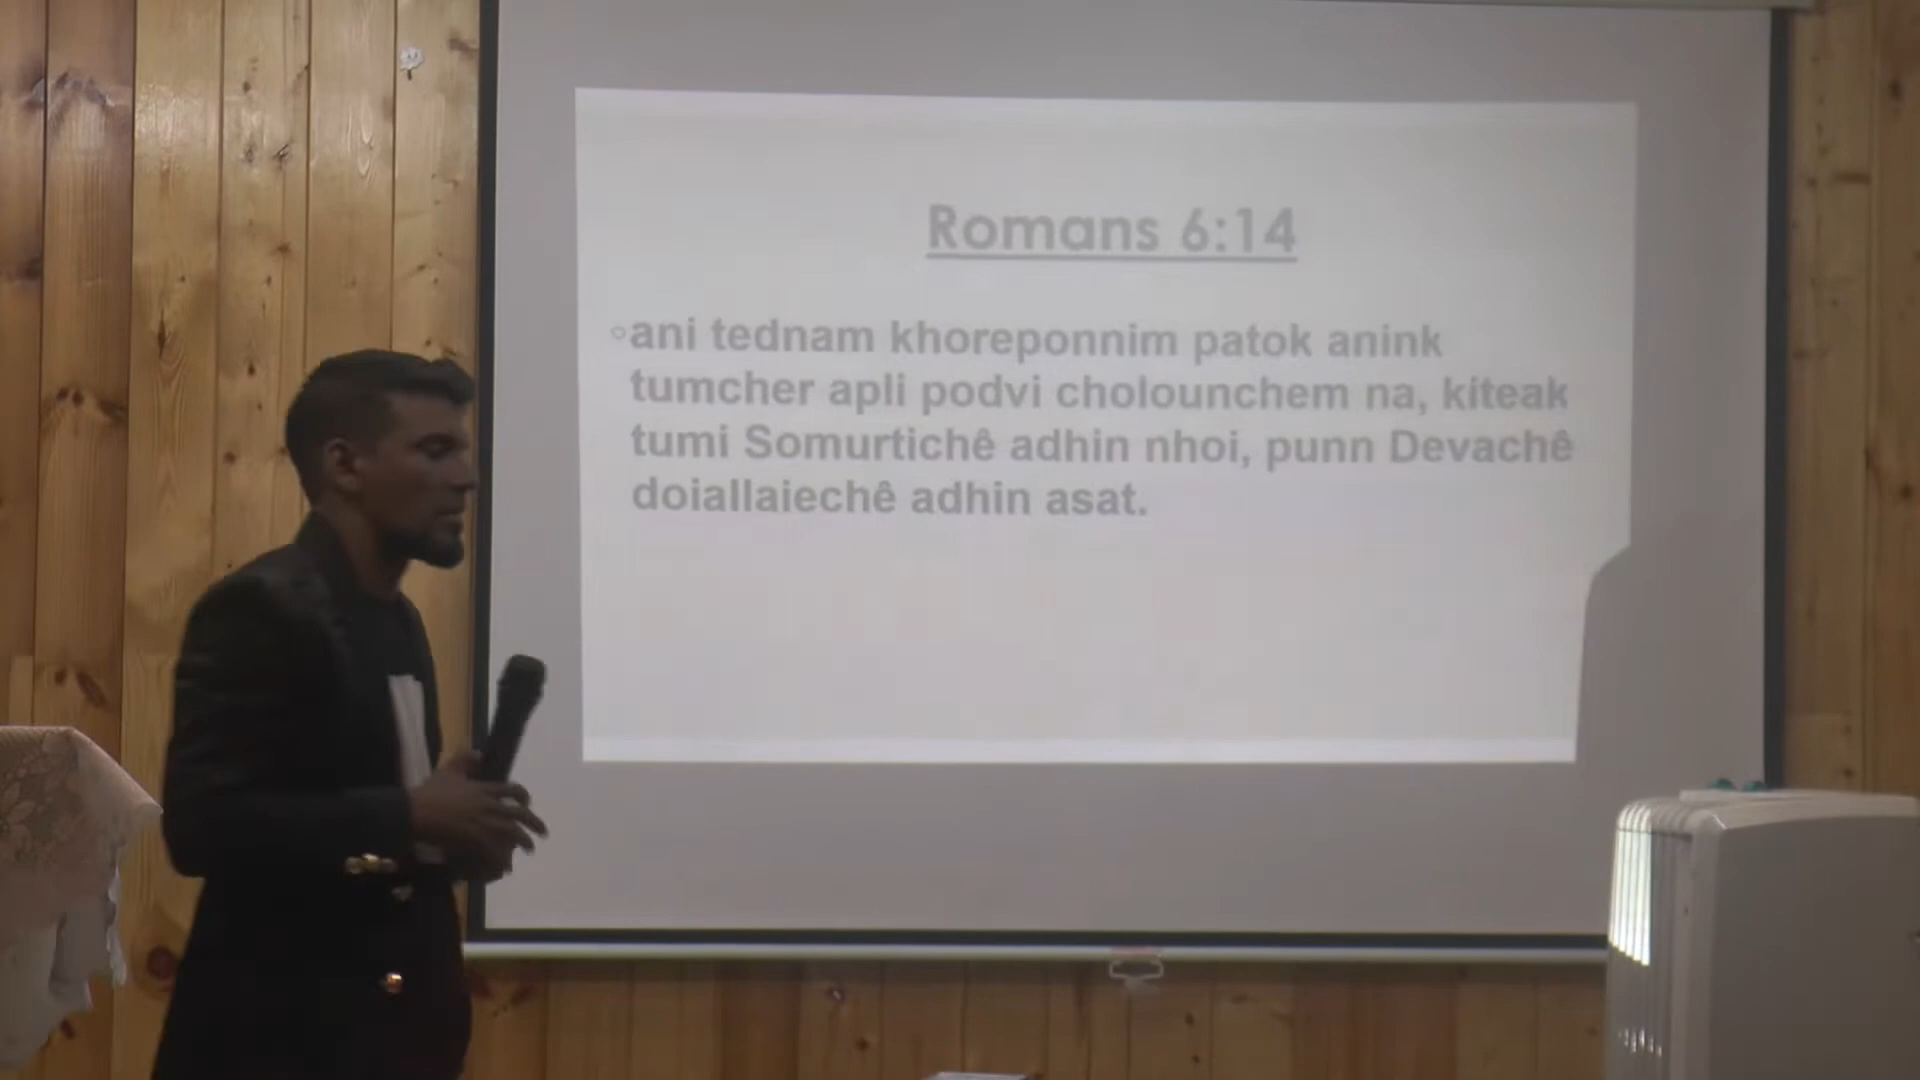 Romans 6:14
ani tednam khoreponnim patok anink
tumcher apli podvi cholounchem na, kiteak
tumi Somurtichê adhin nhoi, punn Devachê
doiallaiechê adhin asat.